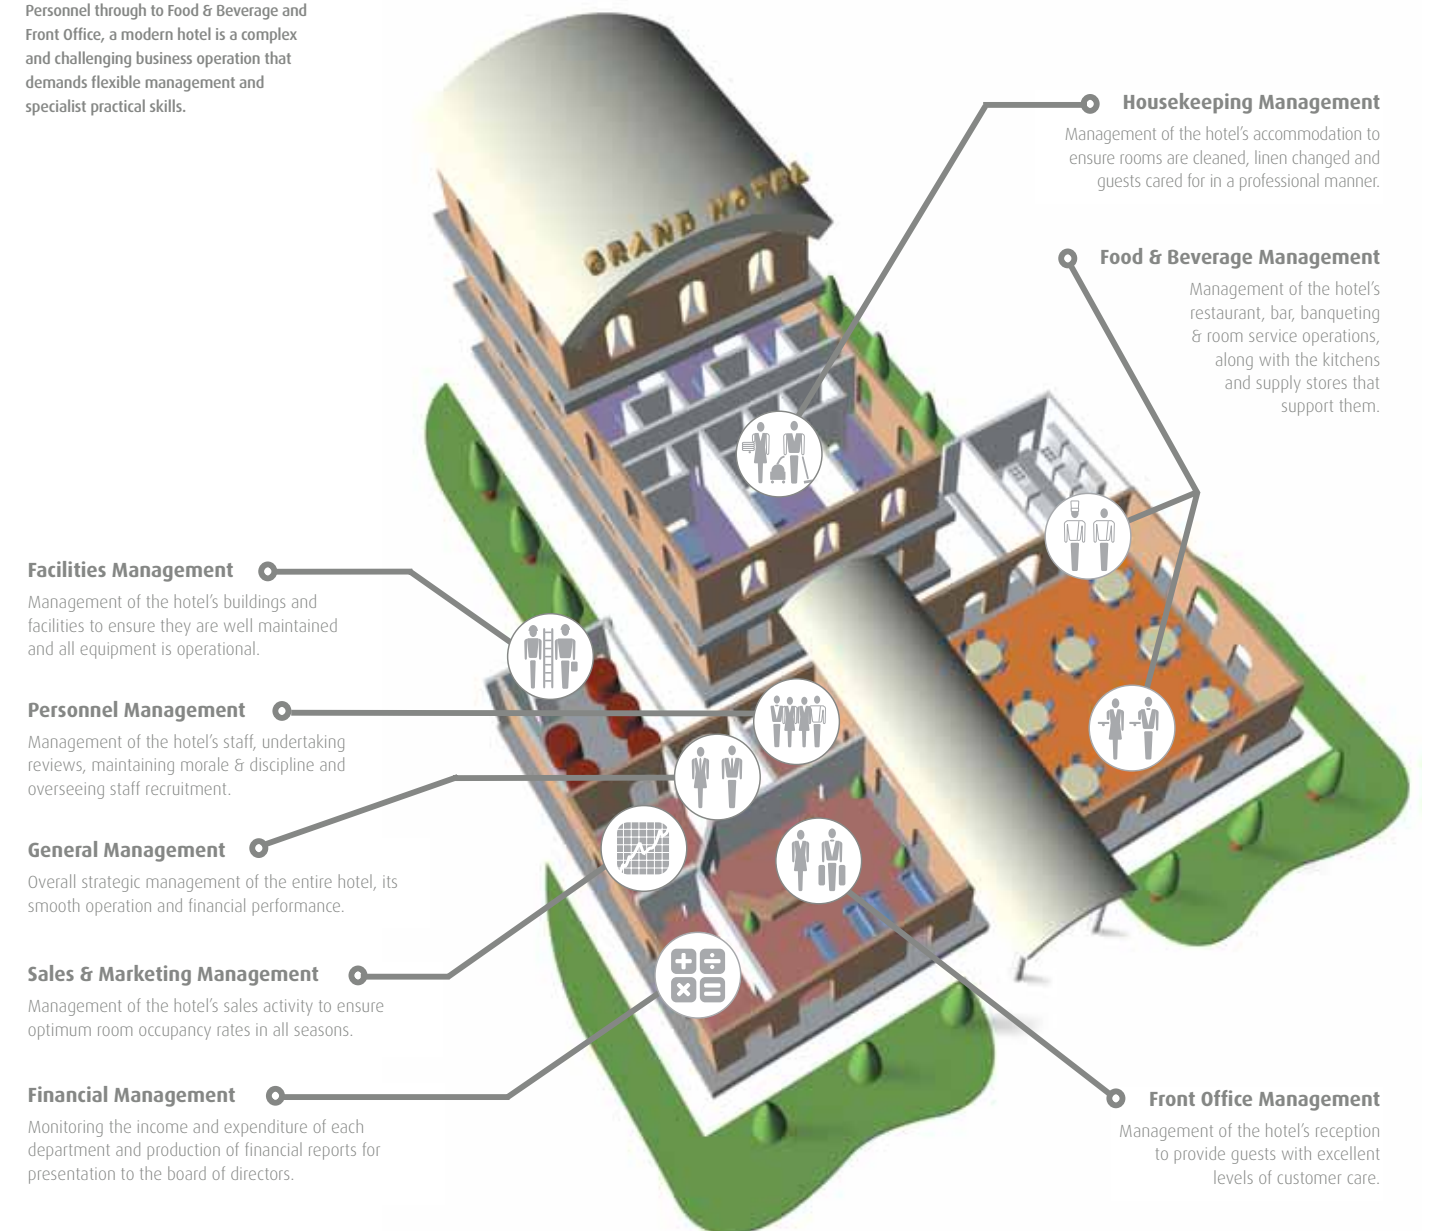 Personnel through to Food & Beverage and
Front Office, a modern hotel is a complex
and challenging business operation that
demands flexible management and
specialist practical skills.
GRAND HOTEL
Housekeeping Management
Management of the hotel's accommodation to
ensure rooms are cleaned, linen changed and
guests cared for in a professional manner.
Food & Beverage Management
Management of the hotel's
restaurant, bar, banqueting
& room service operations,
along with the kitchens
and supply stores that
support them.
Facilities Management
Management of the hotel's buildings and
facilities to ensure they are well maintained
and all equipment is operational.
Personnel Management
Management of the hotel's staff, undertaking
reviews, maintaining morale & discipline and
overseeing staff recruitment.
General Management
Overall strategic management of the entire hotel, its
smooth operation and financial performance.
Sales & Marketing Management
Management of the hotel's sales activity to ensure
optimum room occupancy rates in all seasons.
Financial Management
Monitoring the income and expenditure of each
department and production of financial reports for
presentation to the board of directors.
Front Office Management
Management of the hotel's reception
to provide guests with excellent
levels of customer care.